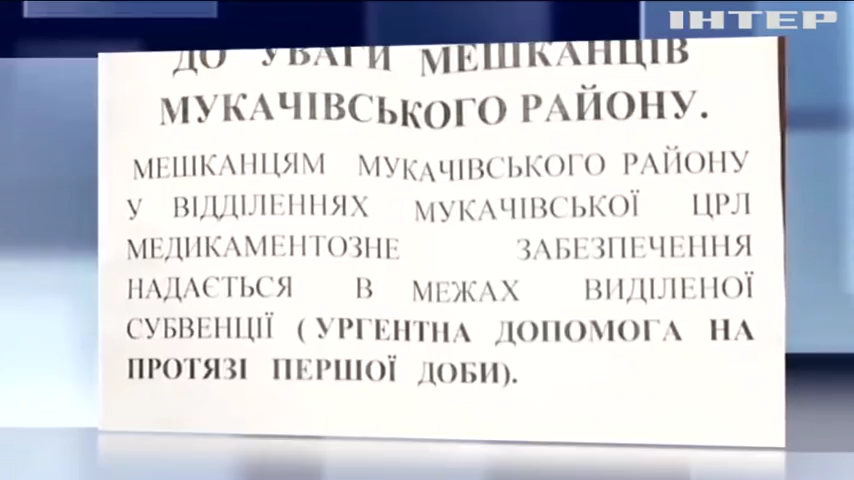 ІНТЕР
ДО УВАГИ МЕШКАНЦІВ
МУКАЧІВСЬКОГО РАЙОНУ.
МЕШКАНЦЯМ МУКАЧІВСЬКОГО РАЙОНУ
У ВІДДІЛЕННЯХ МУКАЧІВСЬКОЇ ЦРЛ
МЕДИКАМЕНТОЗНЕ ЗАБЕЗПЕЧЕННЯ
НАДАЄТЬСЯ В МЕЖАХ ВИДІЛЕНОЇ
СУБВЕНЦІЇ ( УРГЕНТНА ДОПОМОГА НА
ПРОТЯЗІ ПЕРШОЇ ДОБИ).